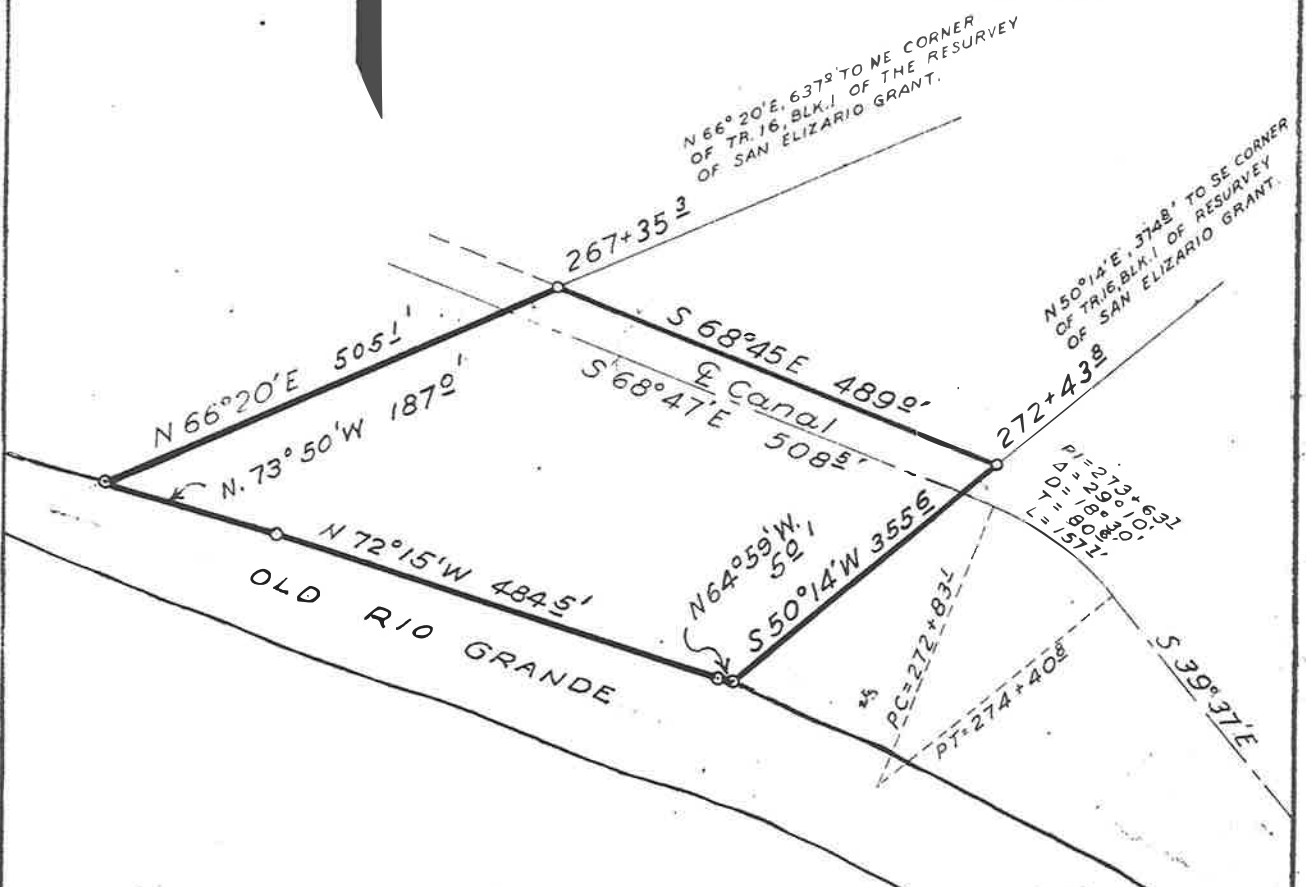 N 66° 20'E, 637.9' TO NE CORNER
OF TR. 16, BLK. 1 OF THE RESURVEY
OF SAN ELIZARIO GRANT.
267+35.3
N 50°14'E, 374.8' TO SE CORNER
OF TR.16, BLK.1 OF RESURVEY
OF SAN ELIZARIO GRANT.
272+43.8
N 66°20'E 505.1'
S 68°45'E 489.0'
℄ Canal
S 68°47'E 508.5'
N. 73°50'W 187.0'
N 72°15'W 484.5'
N 64°59'W.
5.0'
S 50°14'W 355.6
PI=273+63.1
Δ=29°10'
D=18°30'
L=157.1'
PC=272+83.1
PT=274+40.8
S 39°37'E
OLD RIO GRANDE